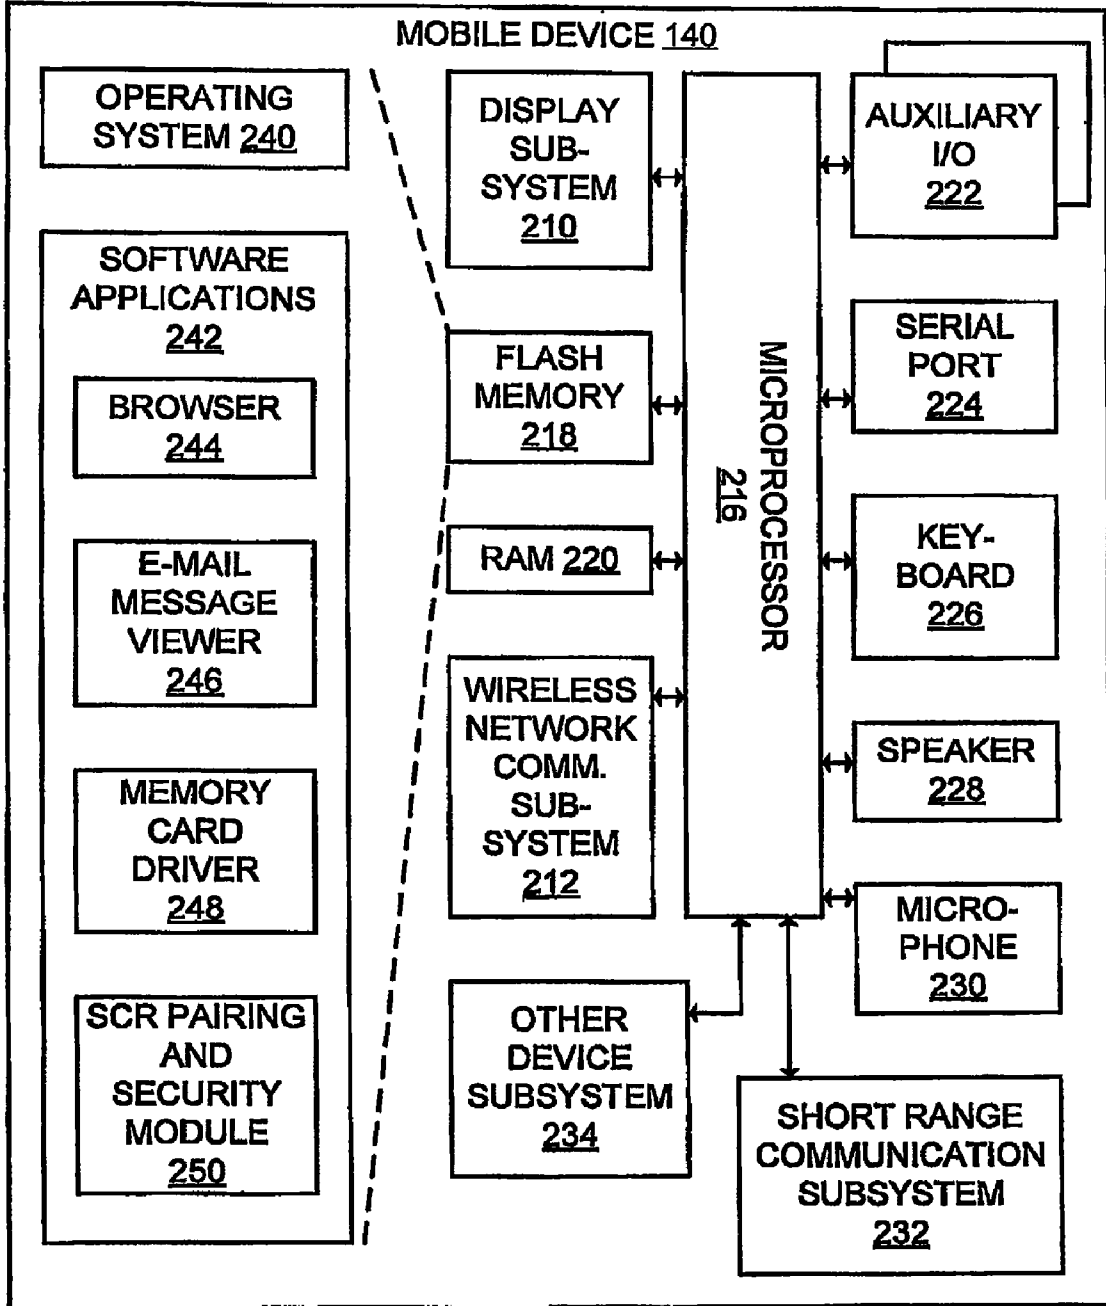 MOBILE DEVICE 140
OPERATING
SYSTEM 240
SOFTWARE
APPLICATIONS
242
BROWSER
244
E-MAIL
MESSAGE
VIEWER
246
MEMORY
CARD
DRIVER
248
SCR PAIRING
AND
SECURITY
MODULE
250
DISPLAY
SUB-
SYSTEM
210
FLASH
MEMORY
218
RAM 220
WIRELESS
NETWORK
COMM.
SUB-
SYSTEM
212
OTHER
DEVICE
SUBSYSTEM
234
MICROPROCESSOR
216
AUXILIARY
I/O
222
SERIAL
PORT
224
KEY-
BOARD
226
SPEAKER
228
MICRO-
PHONE
230
SHORT RANGE
COMMUNICATION
SUBSYSTEM
232